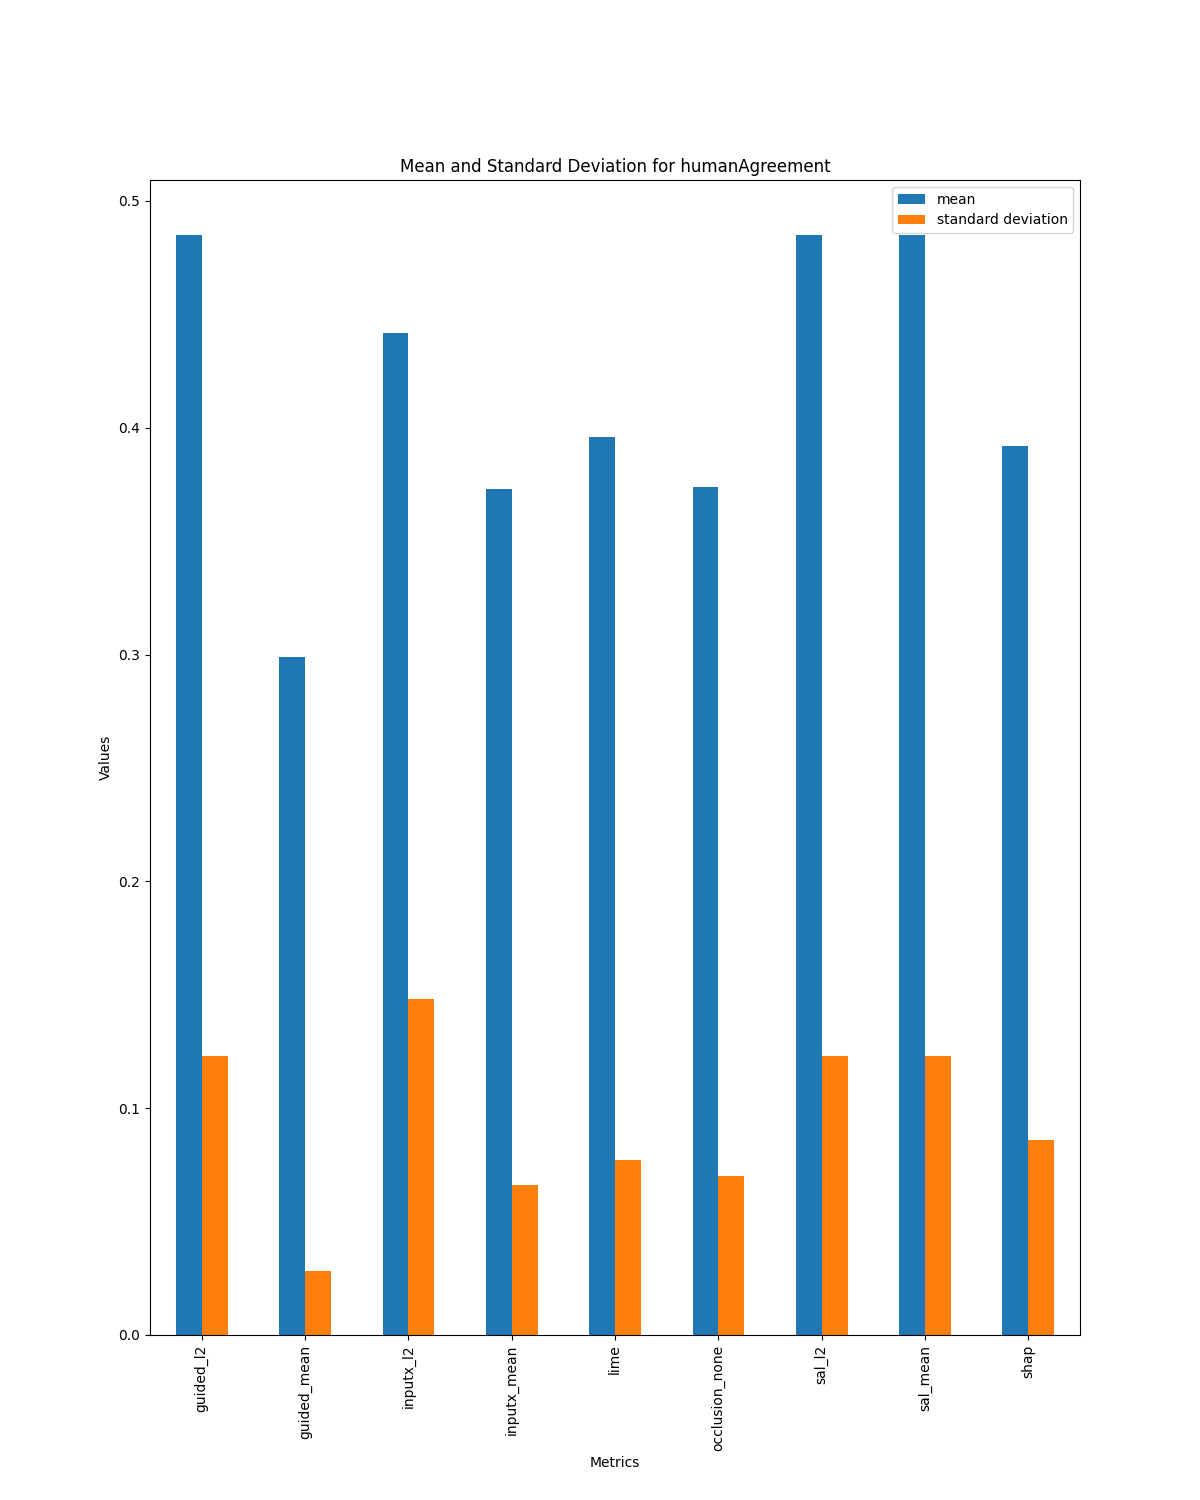 Mean and Standard Deviation for humanAgreement
mean
standard deviation
0.5
0.4
0.3
0.2
0.1
0.0
Values
guided_l2
guided_mean
inputx_l2
inputx_mean
lime
occlusion_none
sal_l2
sal_mean
shap
Metrics